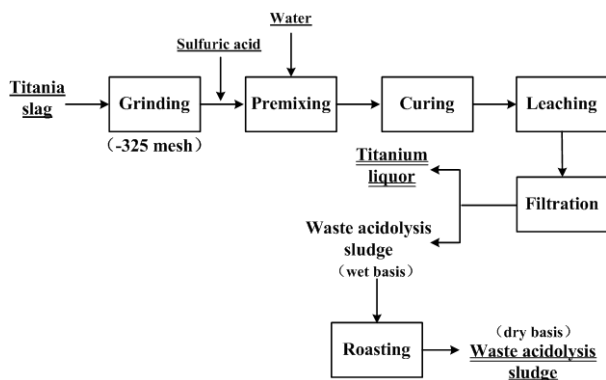 Water
Sulfuric acid
Titania
slag
Grinding
Premixing
Curing
Leaching
(-325 mesh)
Titanium
liquor
Filtration
Waste acidolysis
sludge
(wet basis)
Roasting
(dry basis)
Waste acidolysis
sludge